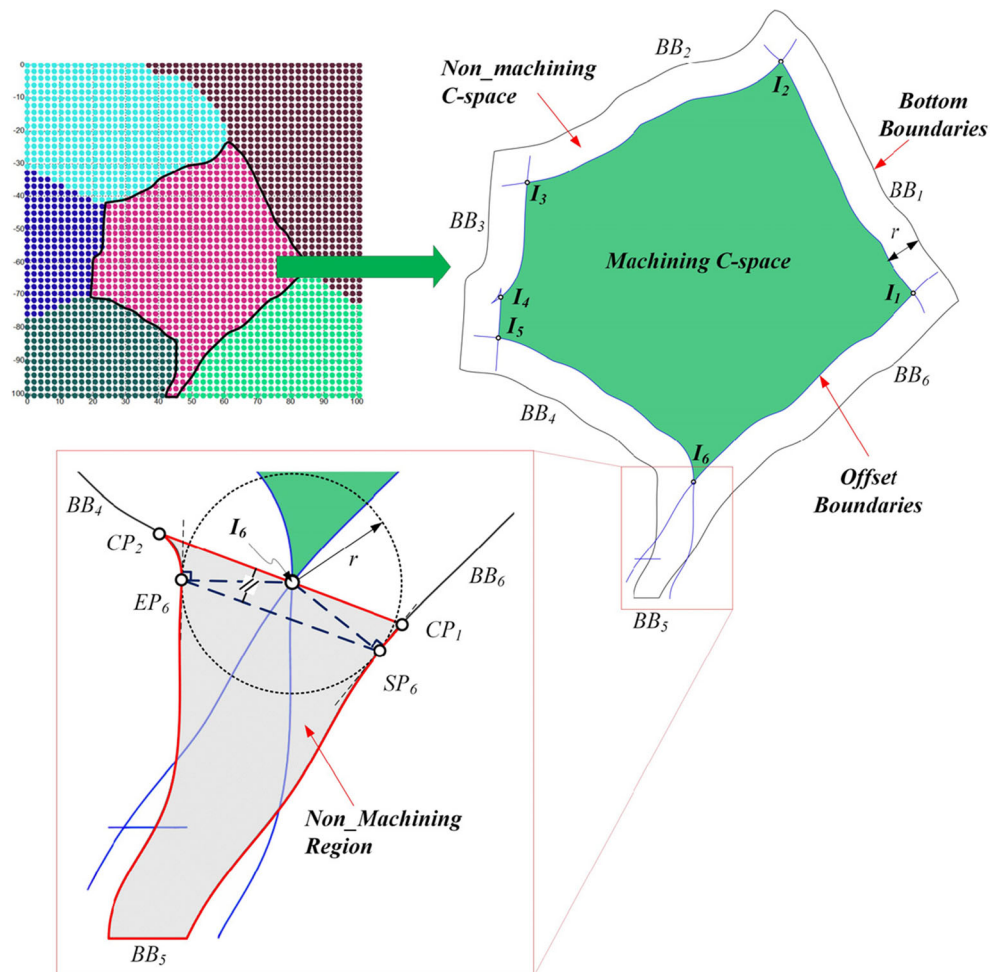 0
-10
-20
-30
-40
-50
-60
-70
-80
-90
100
0 10 20 30 40 50 60 70 80 90 100
Non_machining
C-space
BB2
I2
Bottom
Boundaries
BB1
I3
BB3
r
Machining C-space
I1
I4
I5
BB6
BB4
I6
Offset
Boundaries
BB5
BB4
I6
r
CP2
BB6
EP6
CP1
SP6
Non_Machining
Region
BB5